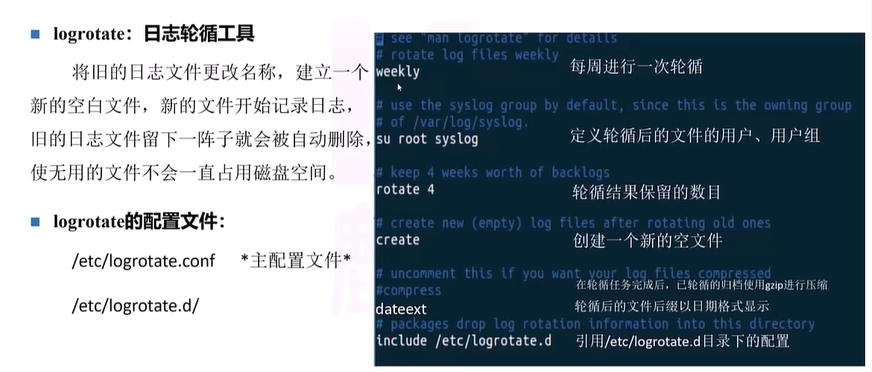 logrotate：日志轮循工具
将旧的日志文件更改名称，建立一个
新的空白文件，新的文件开始记录日志，
旧的日志文件留下一阵子就会被自动删除，
使无用的文件不会一直占用磁盘空间。
logrotate的配置文件：
/etc/logrotate.conf *主配置文件*
/etc/logrotate.d/
# see "man logrotate" for details
# rotate log files weekly
weekly 每周进行一次轮循
# use the syslog group by default, since this is the owning group
# of /var/log/syslog.
su root syslog 定义轮循后的文件的用户、用户组
# keep 4 weeks worth of backlogs
rotate 4 轮循结果保留的数目
# create new (empty) log files after rotating old ones
create 创建一个新的空文件
# uncomment this if you want your log files compressed
#compress 在轮循任务完成后，已轮循的归档使用gzip进行压缩
dateext 轮循后的文件后缀以日期格式显示
# packages drop log rotation information into this directory
include /etc/logrotate.d 引用/etc/logrotate.d目录下的配置